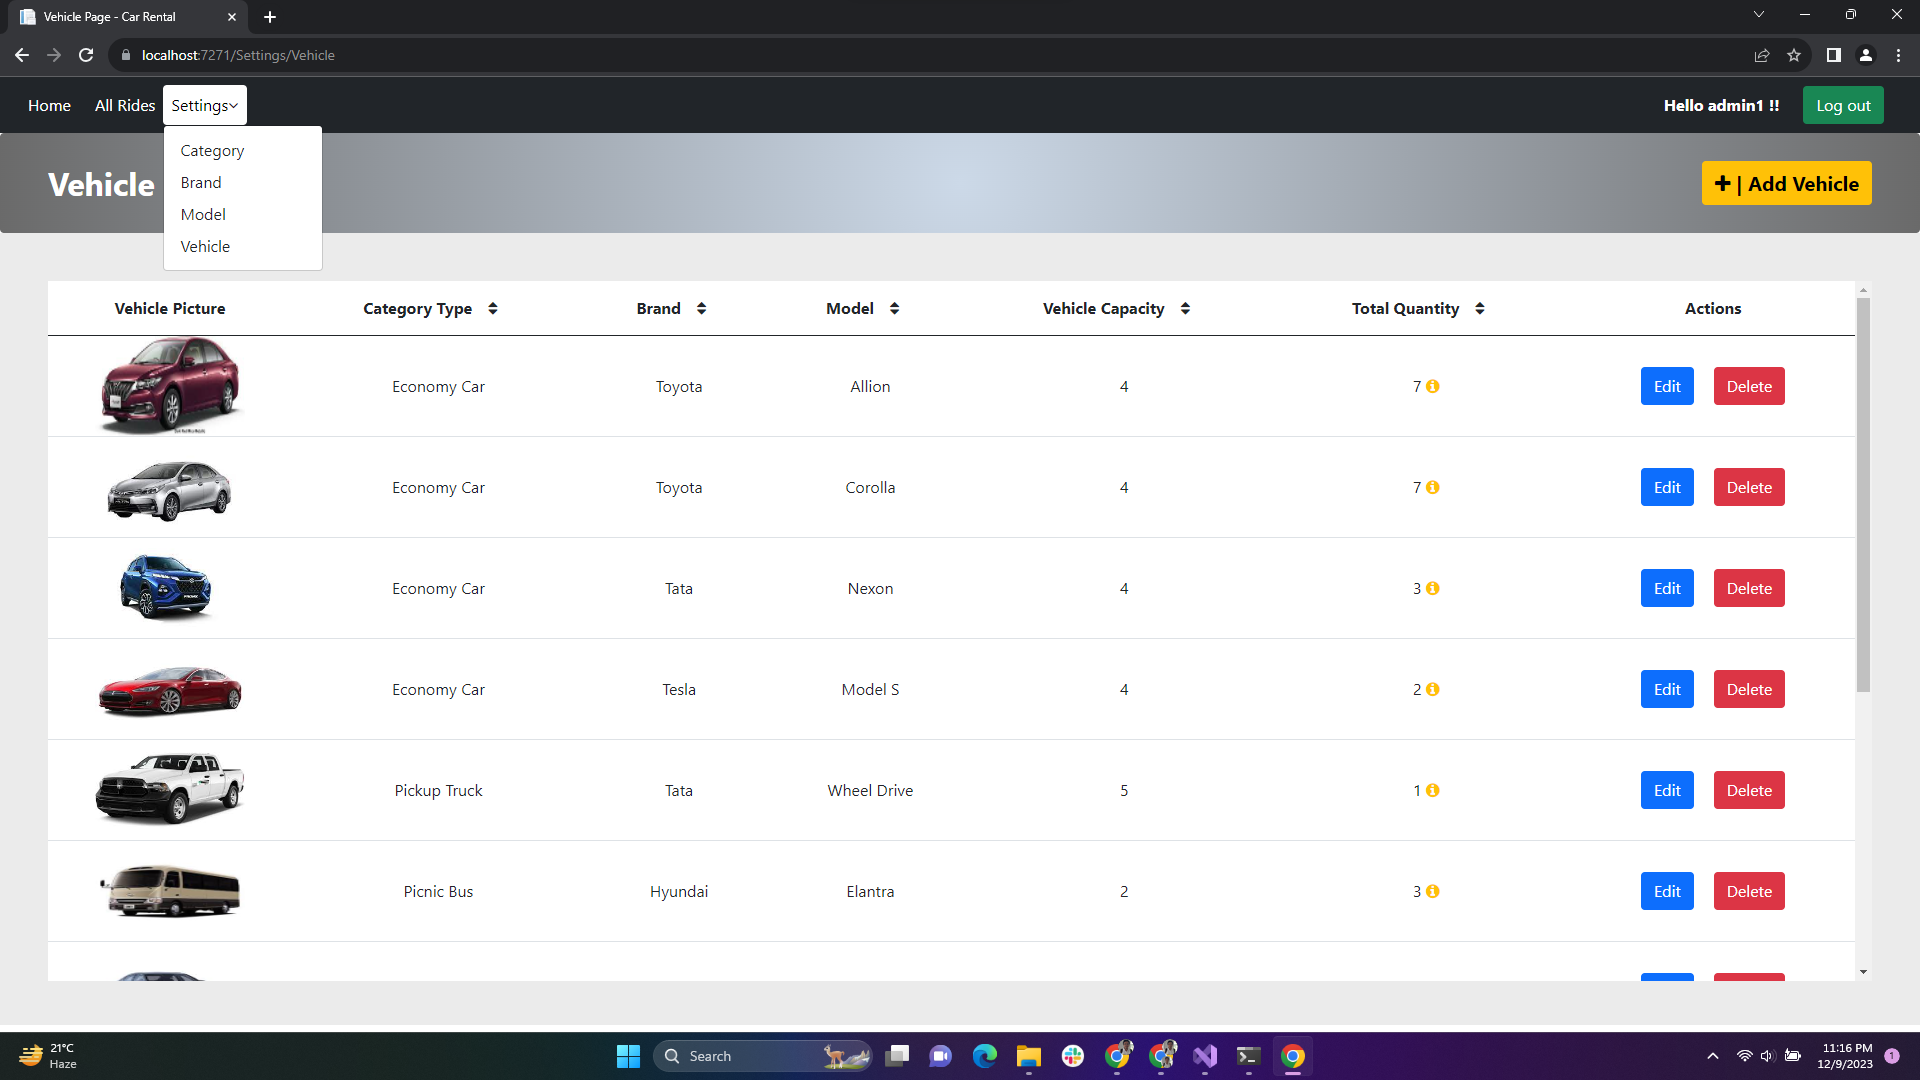 Vehicle Page - Car Rental
localhost:7271/Settings/Vehicle
Home All Rides Settings Hello admin1 !! Log out
Category
Brand
Model
Vehicle
Vehicle
| Add Vehicle
Vehicle Picture Category Type Brand Model Vehicle Capacity Total Quantity Actions
Economy Car Toyota Allion 4 7 Edit Delete
Economy Car Toyota Corolla 4 7 Edit Delete
Economy Car Tata Nexon 4 3 Edit Delete
Economy Car Tesla Model S 4 2 Edit Delete
Pickup Truck Tata Wheel Drive 5 1 Edit Delete
Picnic Bus Hyundai Elantra 2 3 Edit Delete
21°C
Haze
Search
11:16 PM
12/9/2023
1